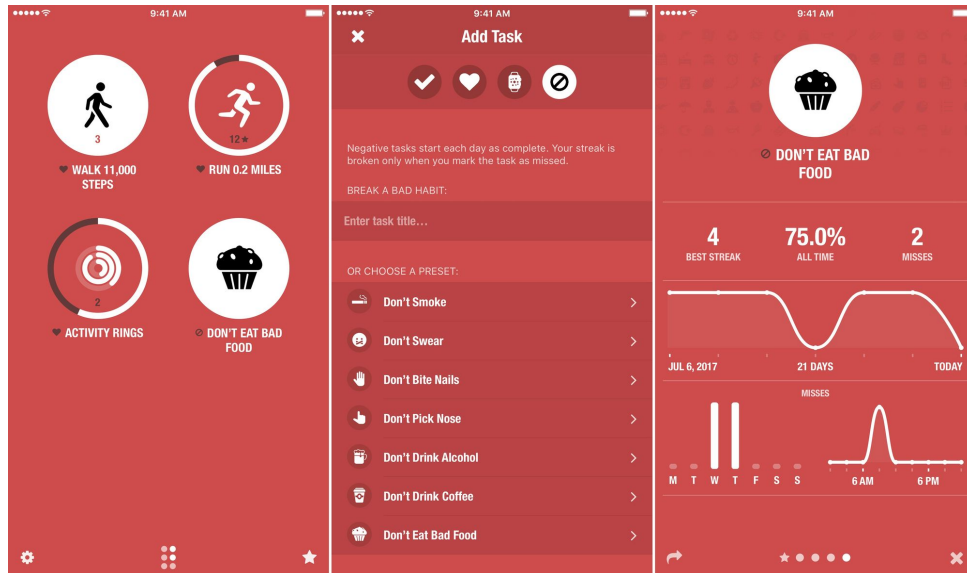 9:41 AM
3
WALK 11,000
STEPS
12★
RUN 0.2 MILES
2
ACTIVITY RINGS
DON'T EAT BAD
FOOD
9:41 AM
Add Task
Negative tasks start each day as complete. Your streak is
broken only when you mark the task as missed.
BREAK A BAD HABIT:
Enter task title...
OR CHOOSE A PRESET:
Don't Smoke
Don't Swear
Don't Bite Nails
Don't Pick Nose
Don't Drink Alcohol
Don't Drink Coffee
Don't Eat Bad Food
9:41 AM
DON'T EAT BAD
FOOD
4 75.0% 2
BEST STREAK ALL TIME MISSES
JUL 6, 2017 21 DAYS TODAY
MISSES
M T W T F S S 6 AM 6 PM